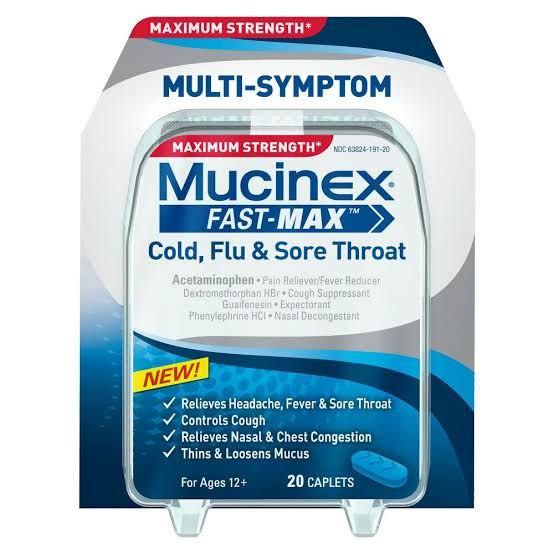 MAXIMUM STRENGTH*
MULTI-SYMPTOM
MAXIMUM STRENGTH*
NDC 63824-191-20
Mucinex®
FAST-MAX™
Cold, Flu & Sore Throat
Acetaminophen • Pain Reliever/Fever Reducer
Dextromethorphan HBr • Cough Suppressant
Guaifenesin • Expectorant
Phenylephrine HCl • Nasal Decongestant
NEW!
✓ Relieves Headache, Fever & Sore Throat
✓ Controls Cough
✓ Relieves Nasal & Chest Congestion
✓ Thins & Loosens Mucus
For Ages 12+
20 CAPLETS